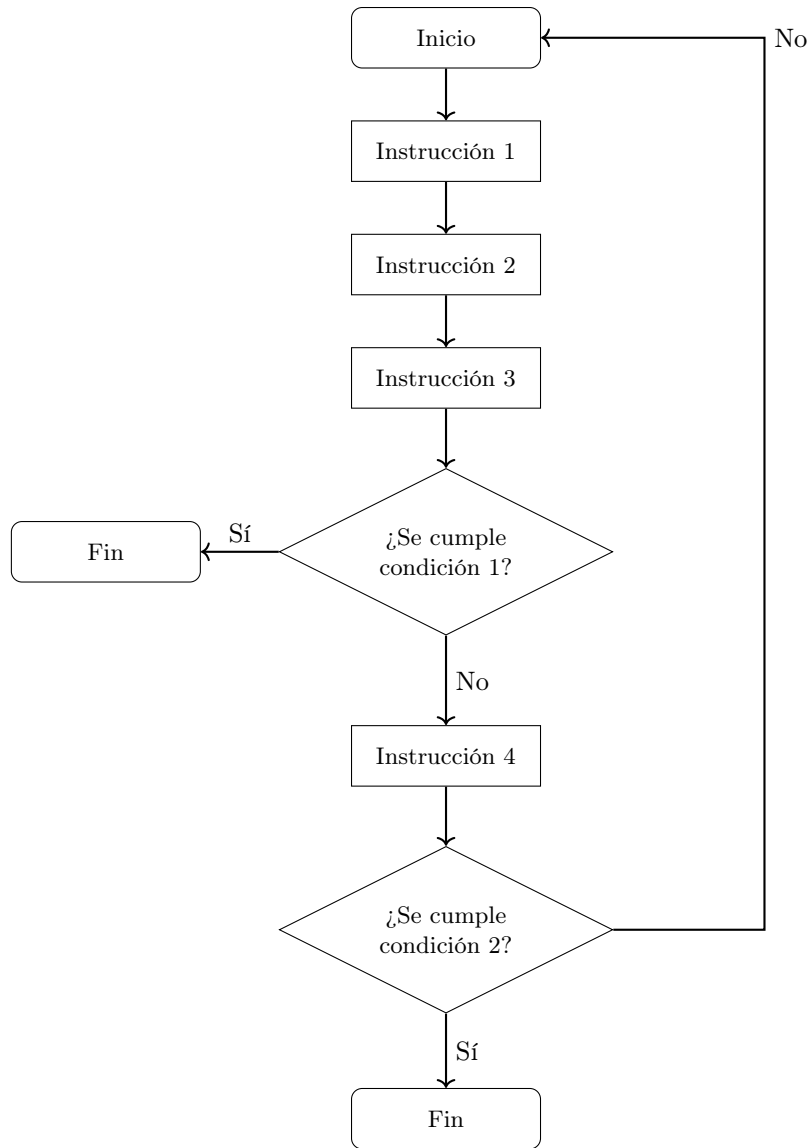 Inicio
No
Instrucción 1
Instrucción 2
Instrucción 3
¿Se cumple
condición 1?
Sí
Fin
No
Instrucción 4
¿Se cumple
condición 2?
Sí
Fin